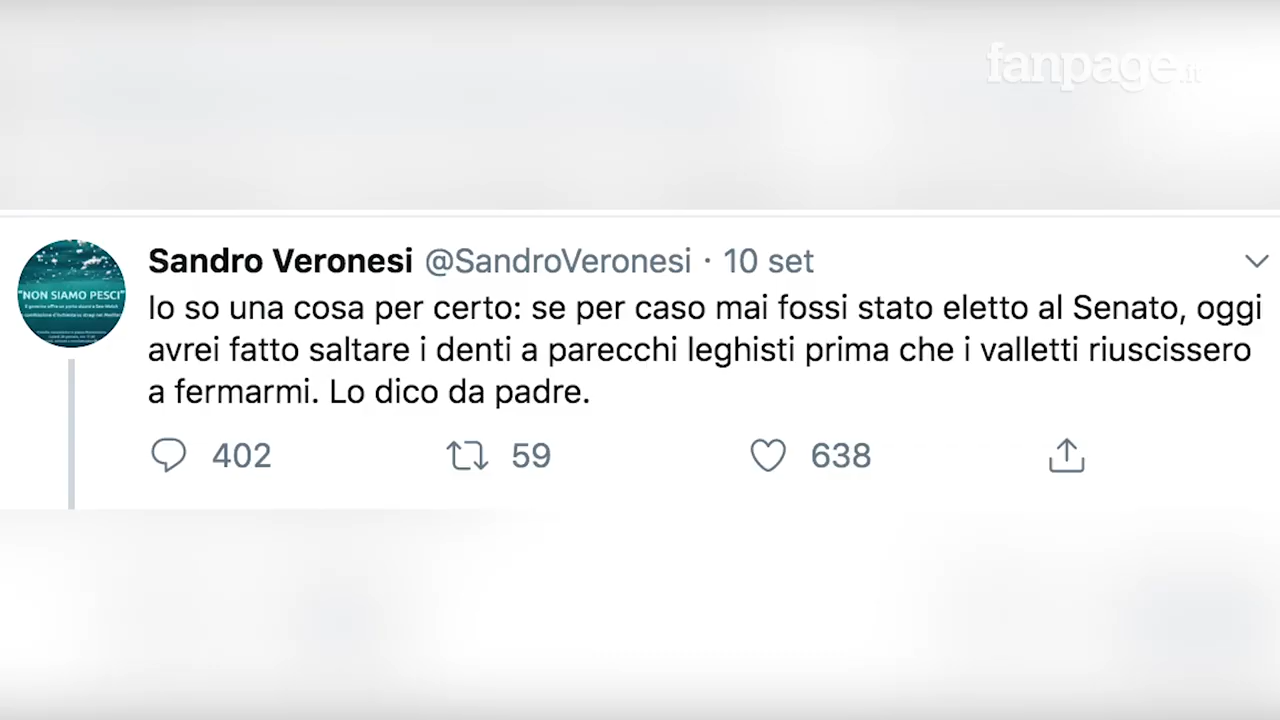 fanpage.it
Sandro Veronesi @SandroVeronesi · 10 set
"NON SIAMO PESCI"
Io so una cosa per certo: se per caso mai fossi stato eletto al Senato, oggi
avrei fatto saltare i denti a parecchi leghisti prima che i valletti riuscissero
a fermarmi. Lo dico da padre.
402 59 638